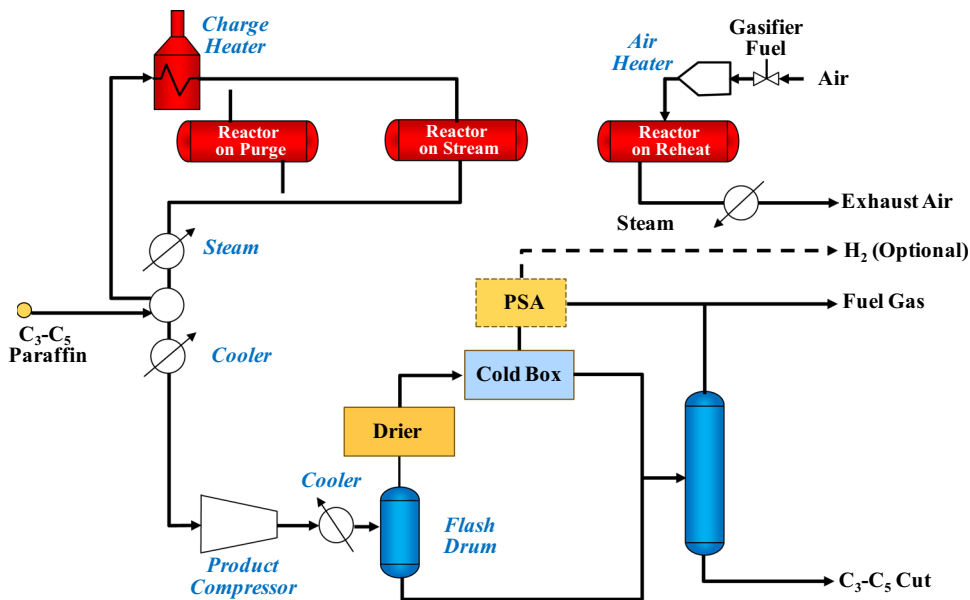 Charge
Heater
Air
Heater
Gasifier
Fuel
Air
Reactor
on Purge
Reactor
on Stream
Reactor
on Reheat
Steam
Exhaust Air
Steam
H₂ (Optional)
PSA
Fuel Gas
C₃-C₅
Paraffin
Cooler
Cold Box
Drier
Cooler
Flash
Drum
Product
Compressor
C₃-C₅ Cut